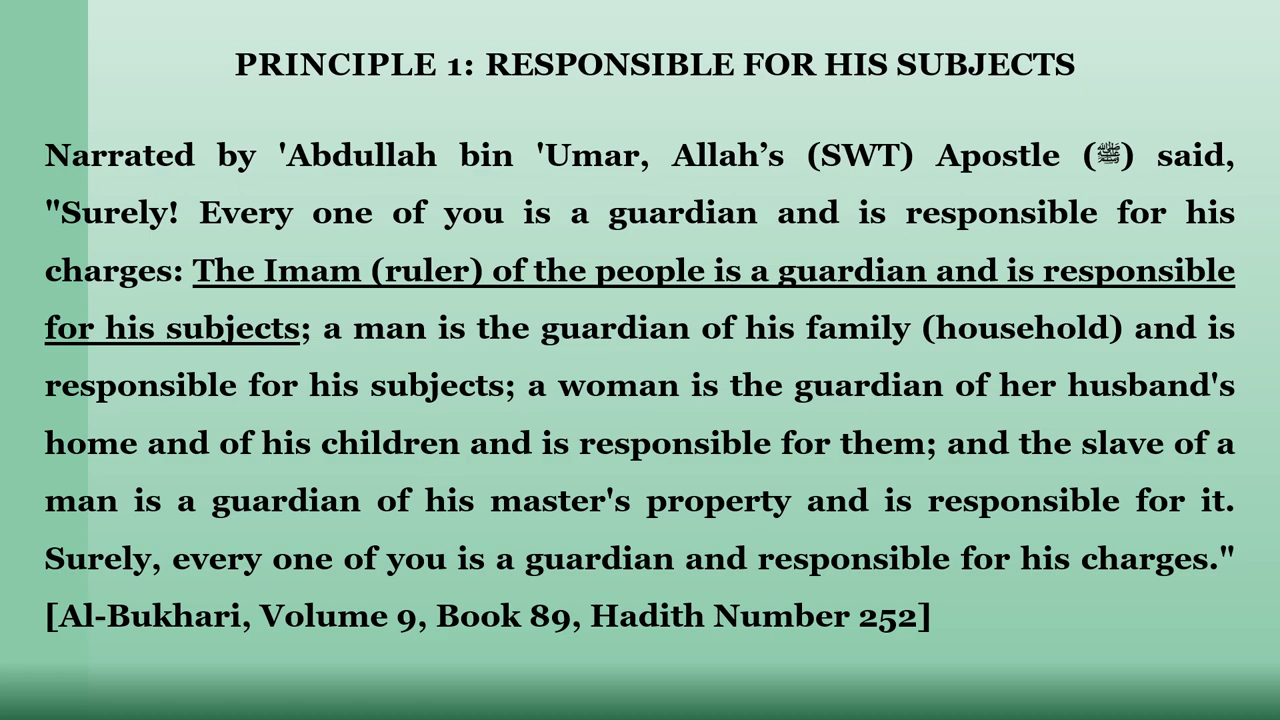 PRINCIPLE 1: RESPONSIBLE FOR HIS SUBJECTS
Narrated by 'Abdullah bin 'Umar, Allah’s (SWT) Apostle (ﷺ) said,
"Surely! Every one of you is a guardian and is responsible for his
charges: The Imam (ruler) of the people is a guardian and is responsible
for his subjects; a man is the guardian of his family (household) and is
responsible for his subjects; a woman is the guardian of her husband's
home and of his children and is responsible for them; and the slave of a
man is a guardian of his master's property and is responsible for it.
Surely, every one of you is a guardian and responsible for his charges."
[Al-Bukhari, Volume 9, Book 89, Hadith Number 252]